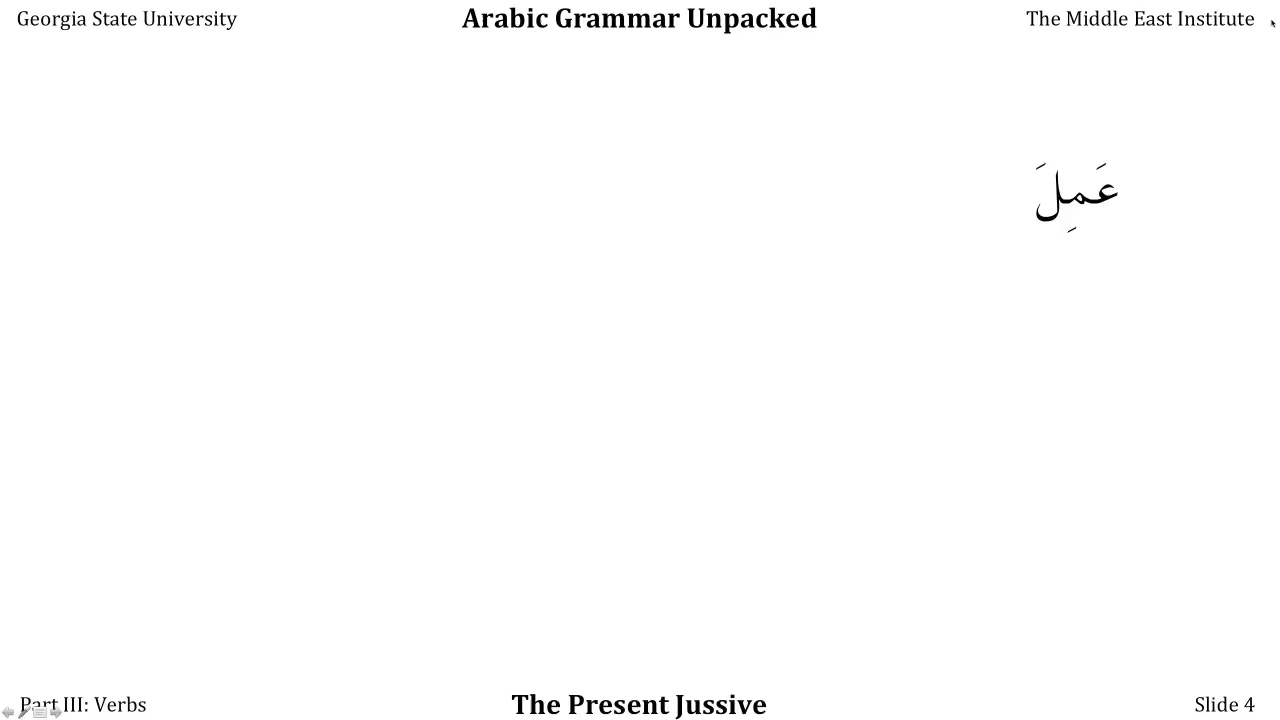 Georgia State University
Arabic Grammar Unpacked
The Middle East Institute
عَمِلَ
Part III: Verbs
The Present Jussive
Slide 4